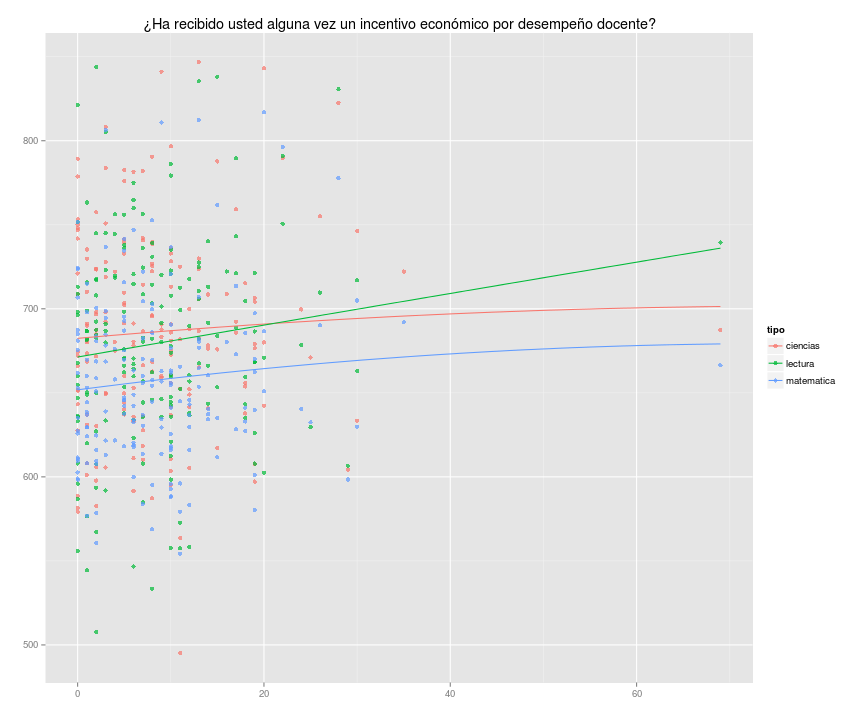 ¿Ha recibido usted alguna vez un incentivo económico por desempeño docente?
800
700
600
500
0
20
40
60
tipo
ciencias
lectura
matematica